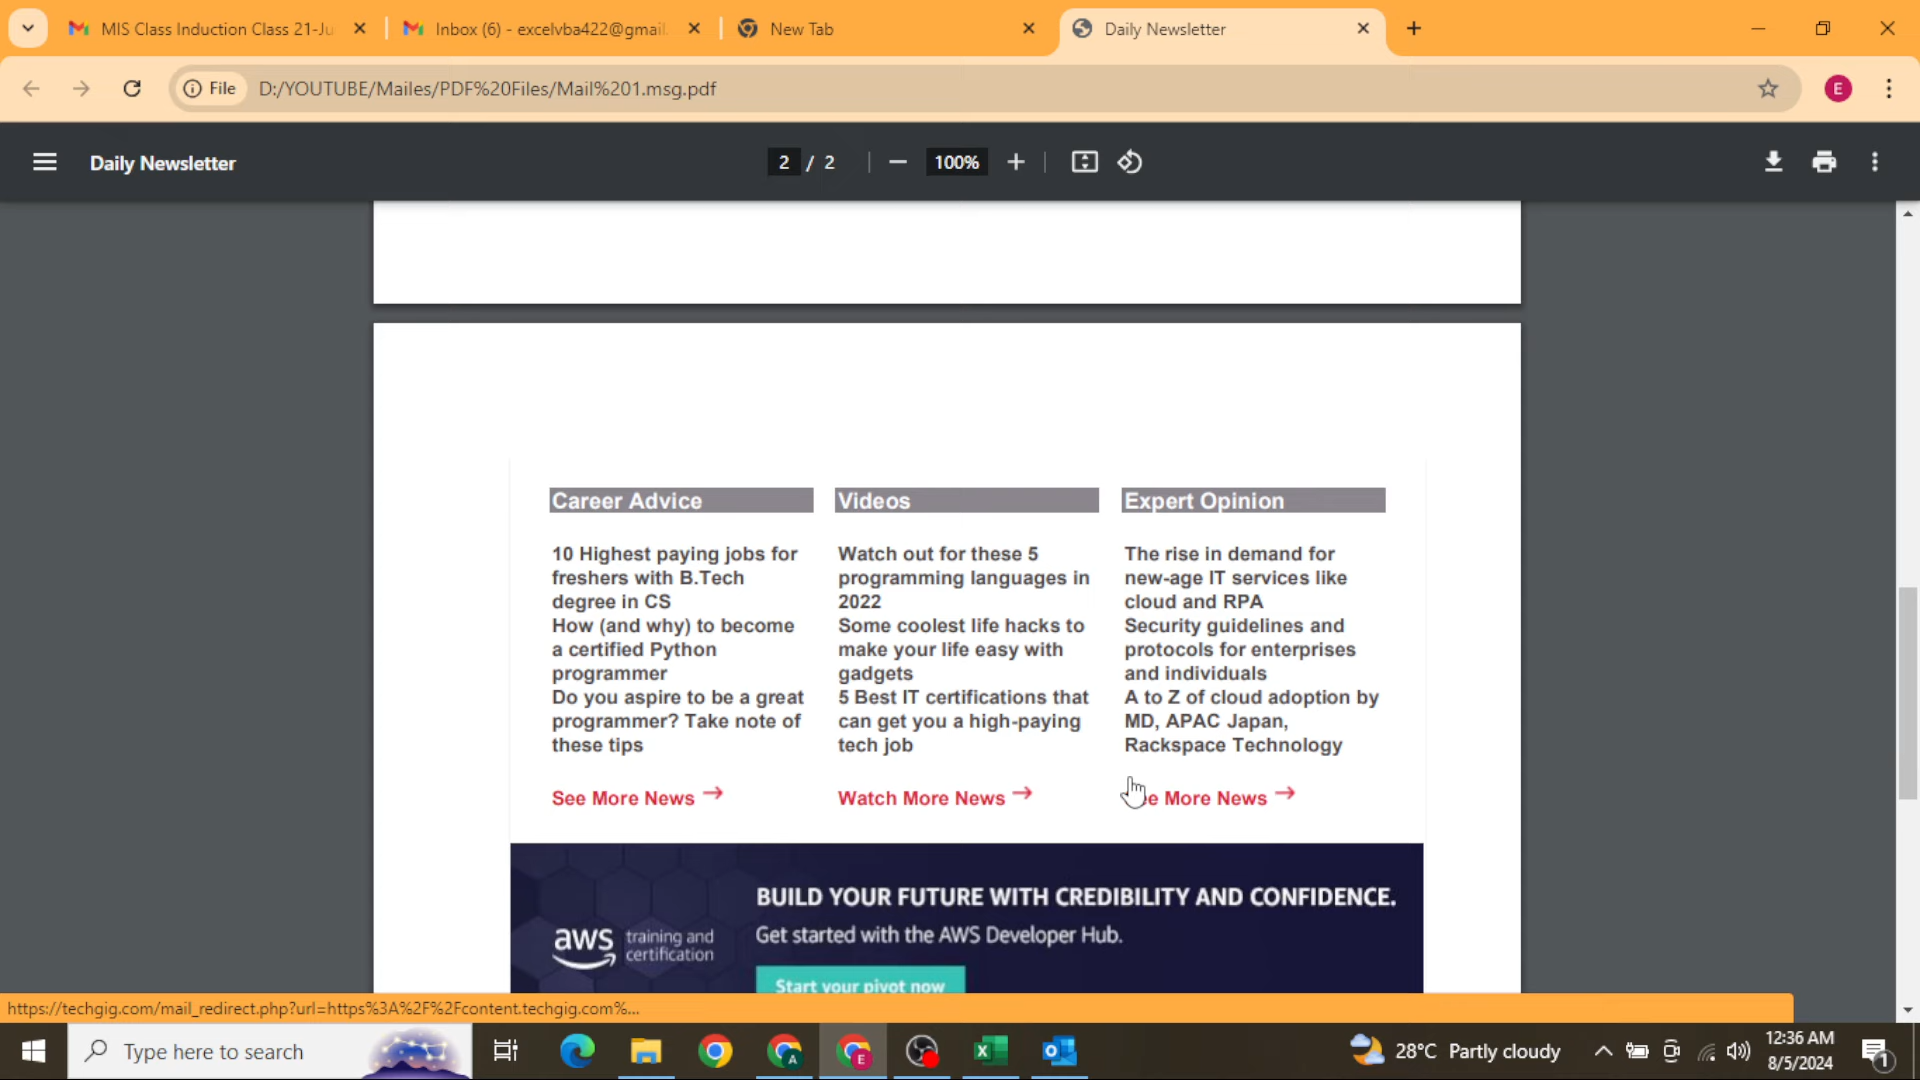 MIS Class Induction Class 21-Ju
Inbox (6) - excelvba422@gmail.
New Tab
Daily Newsletter
File
D:/YOUTUBE/Mailes/PDF%20Files/Mail%201.msg.pdf
E
Daily Newsletter
2 / 2
100%
Career Advice
10 Highest paying jobs for
freshers with B.Tech
degree in CS
How (and why) to become
a certified Python
programmer
Do you aspire to be a great
programmer? Take note of
these tips
See More News →
Videos
Watch out for these 5
programming languages in
2022
Some coolest life hacks to
make your life easy with
gadgets
5 Best IT certifications that
can get you a high-paying
tech job
Watch More News →
Expert Opinion
The rise in demand for
new-age IT services like
cloud and RPA
Security guidelines and
protocols for enterprises
and individuals
A to Z of cloud adoption by
MD, APAC Japan,
Rackspace Technology
More News →
aws training and
certification
BUILD YOUR FUTURE WITH CREDIBILITY AND CONFIDENCE.
Get started with the AWS Developer Hub.
Start your pivot now
https://techgig.com/mail_redirect.php?url=https%3A%2F%2Fcontent.techgig.com%...
Type here to search
A
E
28°C Partly cloudy
12:36 AM
8/5/2024
1